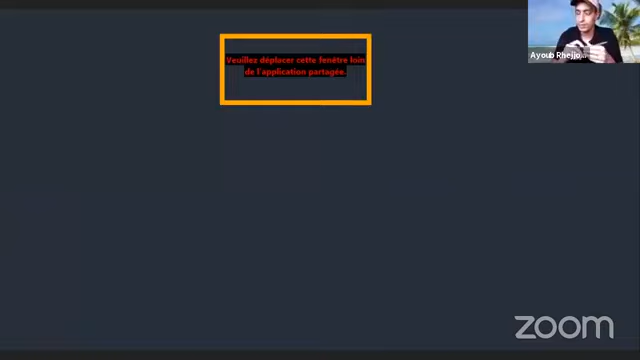 Veuillez déplacer cette fenêtre loin
de l'application partagée.
Ayoub
zoom